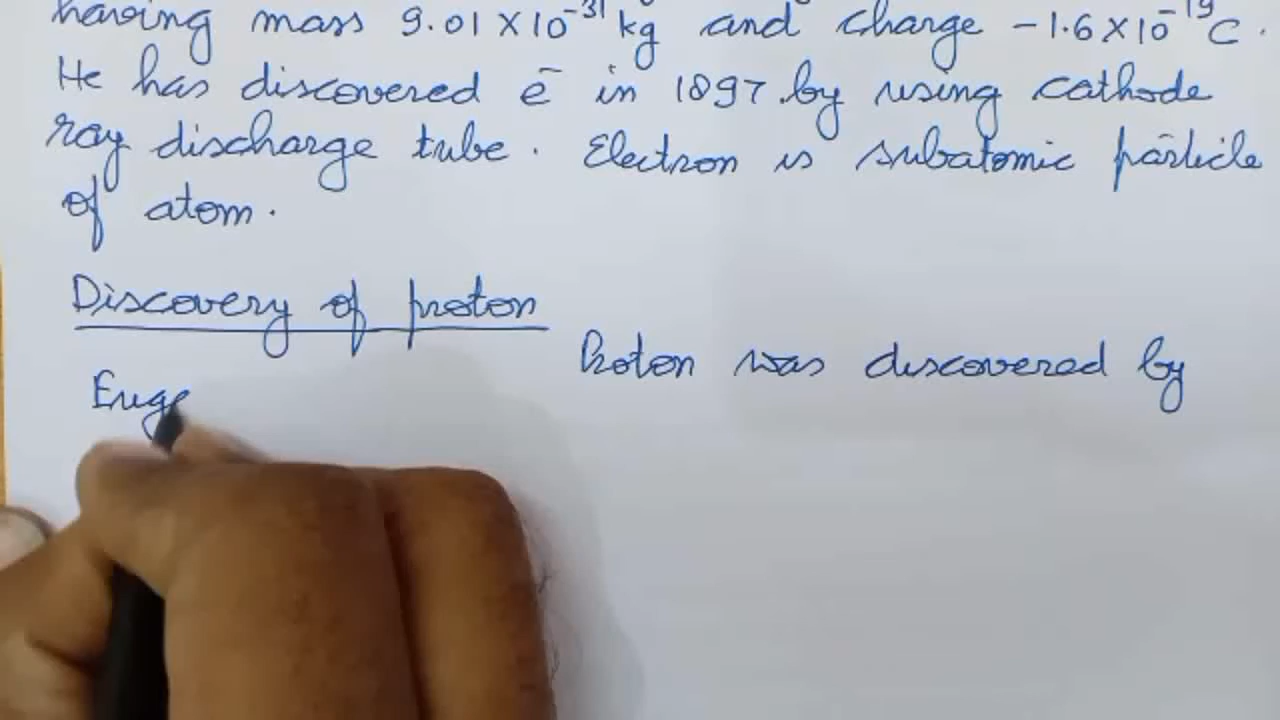 having mass 9.01 X 10⁻³¹ kg and charge -1.6 X 10⁻¹⁹ C.
He has discovered e⁻ in 1897 by using cathode
ray discharge tube. Electron is subatomic particle
of atom.
Discovery of proton
Proton was discovered by
Euge